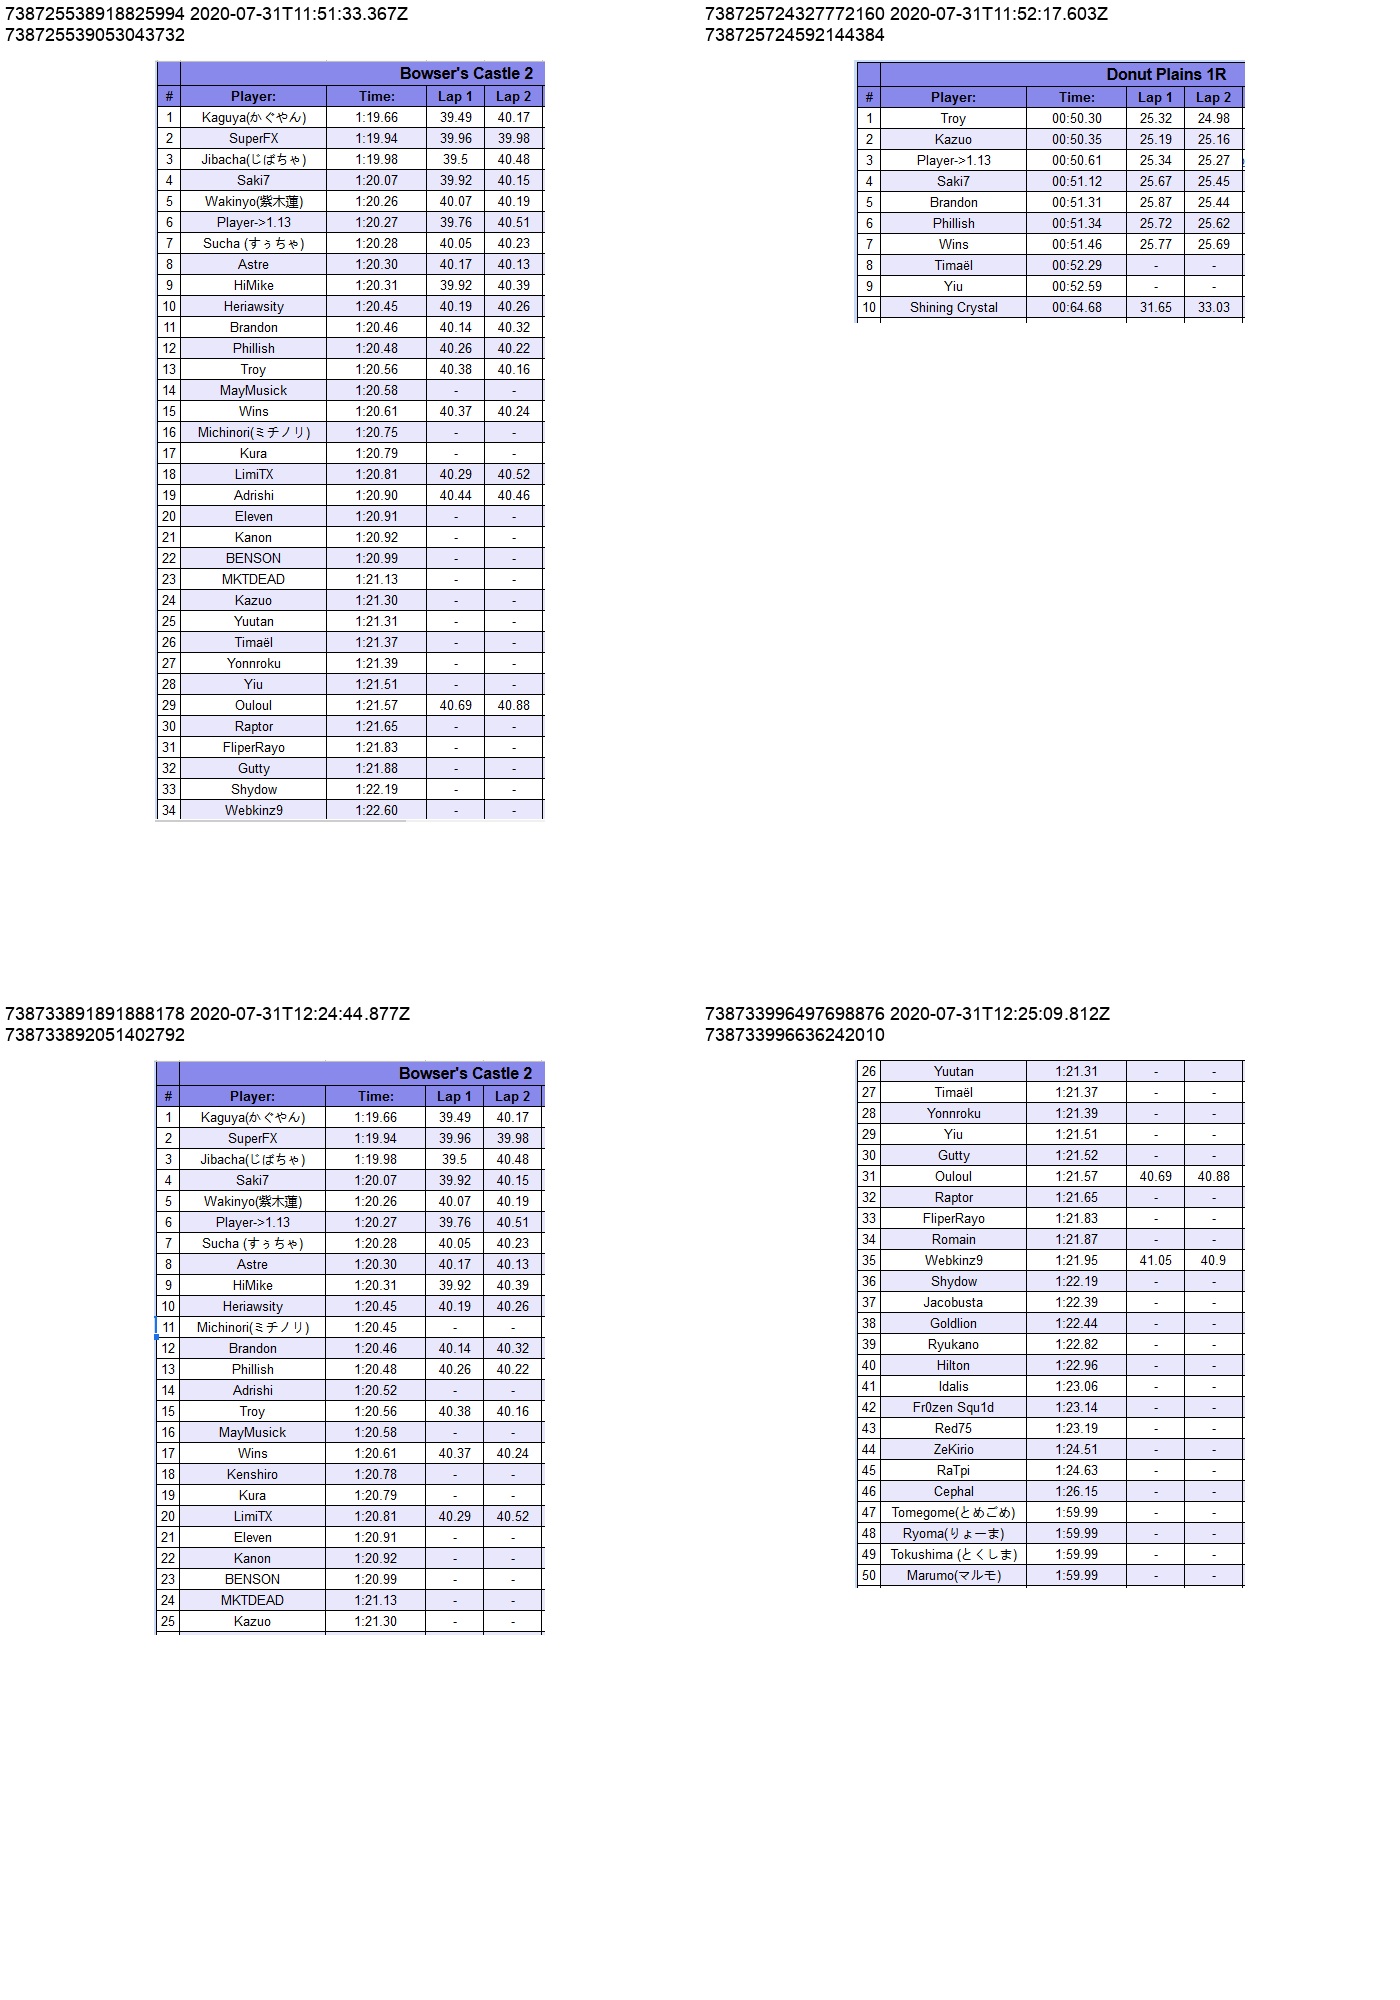 738725538918825994 2020-07-31T11:51:33.367Z
738725539053043732
Bowser's Castle 2
# Player: Time: Lap 1 Lap 2
1 Kaguya(かぐやん) 1:19.66 39.49 40.17
2 SuperFX 1:19.94 39.96 39.98
3 Jibacha(じばちゃ) 1:19.98 39.5 40.48
4 Saki7 1:20.07 39.92 40.15
5 Wakinyo(紫木蓮) 1:20.26 40.07 40.19
6 Player->1.13 1:20.27 39.76 40.51
7 Sucha (すぅちゃ) 1:20.28 40.05 40.23
8 Astre 1:20.30 40.17 40.13
9 HiMike 1:20.31 39.92 40.39
10 Heriawsity 1:20.45 40.19 40.26
11 Brandon 1:20.46 40.14 40.32
12 Phillish 1:20.48 40.26 40.22
13 Troy 1:20.56 40.38 40.16
14 MayMusick 1:20.58 - -
15 Wins 1:20.61 40.37 40.24
16 Michinori(ミチノリ) 1:20.75 - -
17 Kura 1:20.79 - -
18 LimiTX 1:20.81 40.29 40.52
19 Adrishi 1:20.90 40.44 40.46
20 Eleven 1:20.91 - -
21 Kanon 1:20.92 - -
22 BENSON 1:20.99 - -
23 MKTDEAD 1:21.13 - -
24 Kazuo 1:21.30 - -
25 Yuutan 1:21.31 - -
26 Timaël 1:21.37 - -
27 Yonnroku 1:21.39 - -
28 Yiu 1:21.51 - -
29 Ouloul 1:21.57 40.69 40.88
30 Raptor 1:21.65 - -
31 FliperRayo 1:21.83 - -
32 Gutty 1:21.88 - -
33 Shydow 1:22.19 - -
34 Webkinz9 1:22.60 - -
738725724327772160 2020-07-31T11:52:17.603Z
738725724592144384
Donut Plains 1R
# Player: Time: Lap 1 Lap 2
1 Troy 00:50.30 25.32 24.98
2 Kazuo 00:50.35 25.19 25.16
3 Player->1.13 00:50.61 25.34 25.27
4 Saki7 00:51.12 25.67 25.45
5 Brandon 00:51.31 25.87 25.44
6 Phillish 00:51.34 25.72 25.62
7 Wins 00:51.46 25.77 25.69
8 Timaël 00:52.29 - -
9 Yiu 00:52.59 - -
10 Shining Crystal 00:64.68 31.65 33.03
738733891891888178 2020-07-31T12:24:44.877Z
738733892051402792
Bowser's Castle 2
# Player: Time: Lap 1 Lap 2
1 Kaguya(かぐやん) 1:19.66 39.49 40.17
2 SuperFX 1:19.94 39.96 39.98
3 Jibacha(じばちゃ) 1:19.98 39.5 40.48
4 Saki7 1:20.07 39.92 40.15
5 Wakinyo(紫木蓮) 1:20.26 40.07 40.19
6 Player->1.13 1:20.27 39.76 40.51
7 Sucha (すぅちゃ) 1:20.28 40.05 40.23
8 Astre 1:20.30 40.17 40.13
9 HiMike 1:20.31 39.92 40.39
10 Heriawsity 1:20.45 40.19 40.26
11 Michinori(ミチノリ) 1:20.45 - -
12 Brandon 1:20.46 40.14 40.32
13 Phillish 1:20.48 40.26 40.22
14 Adrishi 1:20.52 - -
15 Troy 1:20.56 40.38 40.16
16 MayMusick 1:20.58 - -
17 Wins 1:20.61 40.37 40.24
18 Kenshiro 1:20.78 - -
19 Kura 1:20.79 - -
20 LimiTX 1:20.81 40.29 40.52
21 Eleven 1:20.91 - -
22 Kanon 1:20.92 - -
23 BENSON 1:20.99 - -
24 MKTDEAD 1:21.13 - -
25 Kazuo 1:21.30 - -
738733996497698876 2020-07-31T12:25:09.812Z
738733996636242010
26 Yuutan 1:21.31 - -
27 Timaël 1:21.37 - -
28 Yonnroku 1:21.39 - -
29 Yiu 1:21.51 - -
30 Gutty 1:21.52 - -
31 Ouloul 1:21.57 40.69 40.88
32 Raptor 1:21.65 - -
33 FliperRayo 1:21.83 - -
34 Romain 1:21.87 - -
35 Webkinz9 1:21.95 41.05 40.9
36 Shydow 1:22.19 - -
37 Jacobusta 1:22.39 - -
38 Goldlion 1:22.44 - -
39 Ryukano 1:22.82 - -
40 Hilton 1:22.96 - -
41 Idalis 1:23.06 - -
42 Fr0zen Squ1d 1:23.14 - -
43 Red75 1:23.19 - -
44 ZeKirio 1:24.51 - -
45 RaTpi 1:24.63 - -
46 Cephal 1:26.15 - -
47 Tomegome(とめごめ) 1:59.99 - -
48 Ryoma(りょーま) 1:59.99 - -
49 Tokushima (とくしま) 1:59.99 - -
50 Marumo(マルモ) 1:59.99 - -